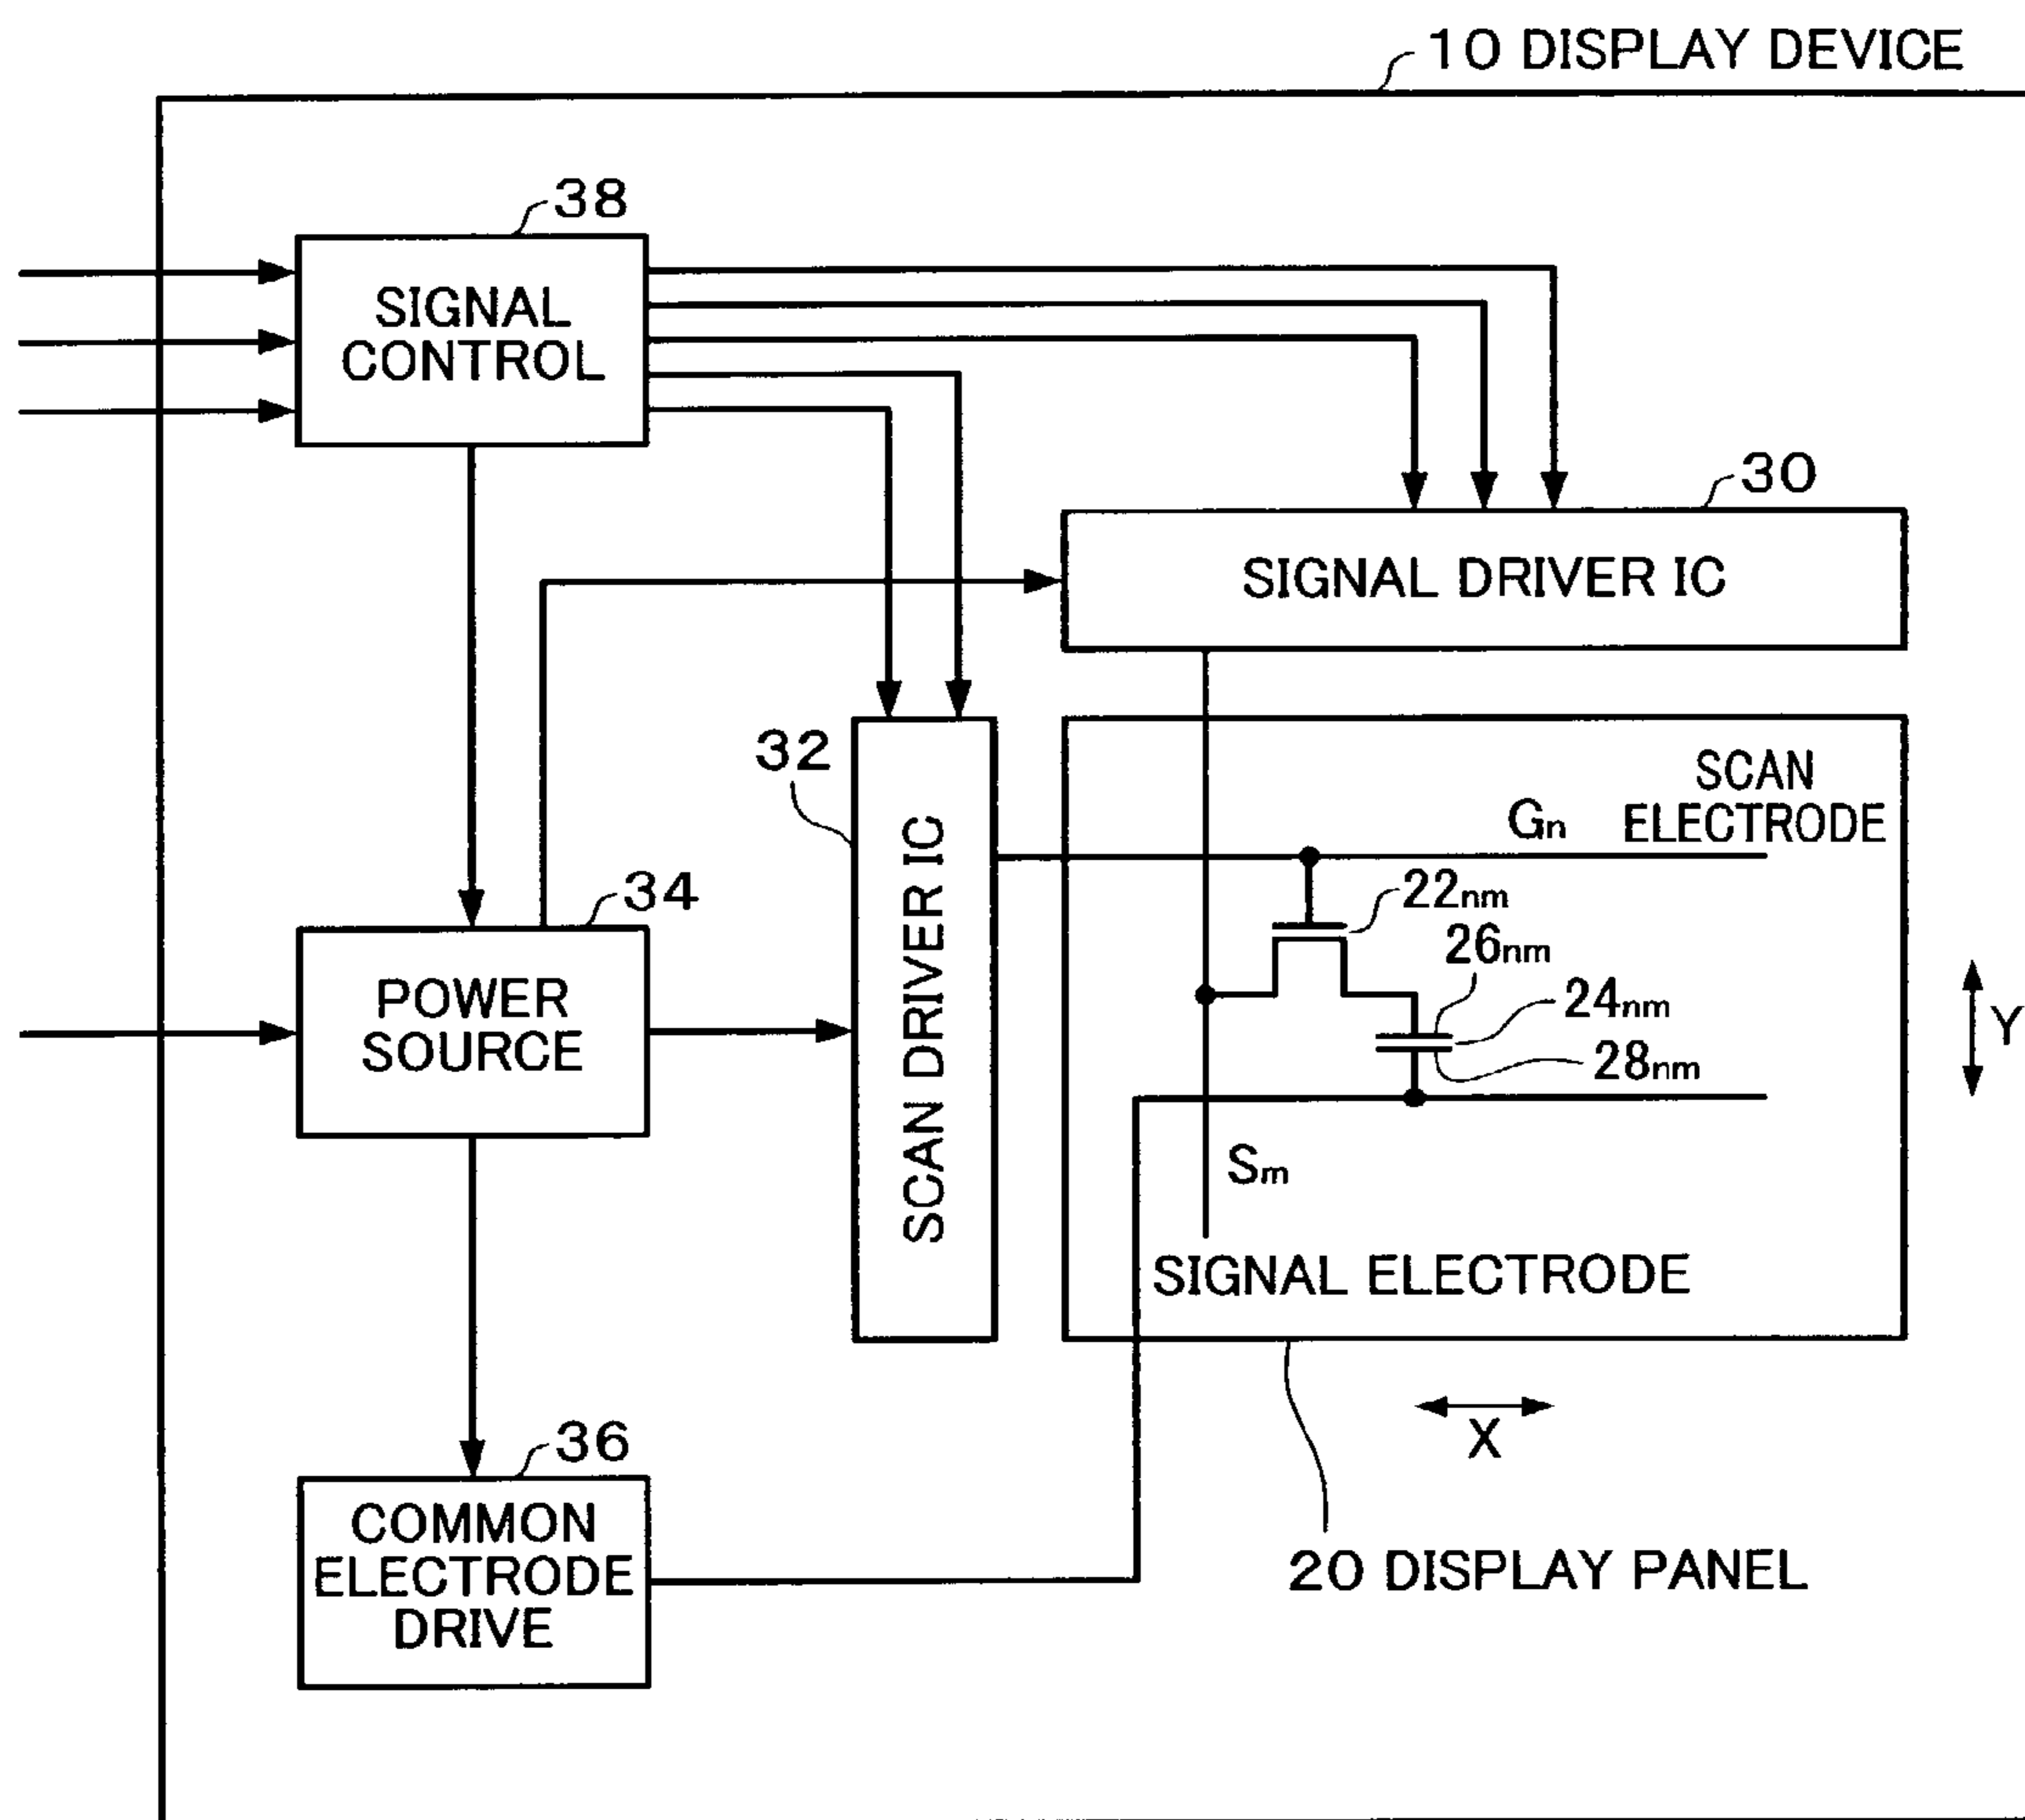 10 DISPLAY DEVICE
38
SIGNAL
CONTROL
30
SIGNAL DRIVER IC
32
SCAN DRIVER IC
SCAN
ELECTRODE
Gn
22nm
26nm
24nm
28nm
Y
34
POWER
SOURCE
Sm
SIGNAL ELECTRODE
X
36
COMMON
ELECTRODE
DRIVE
20 DISPLAY PANEL